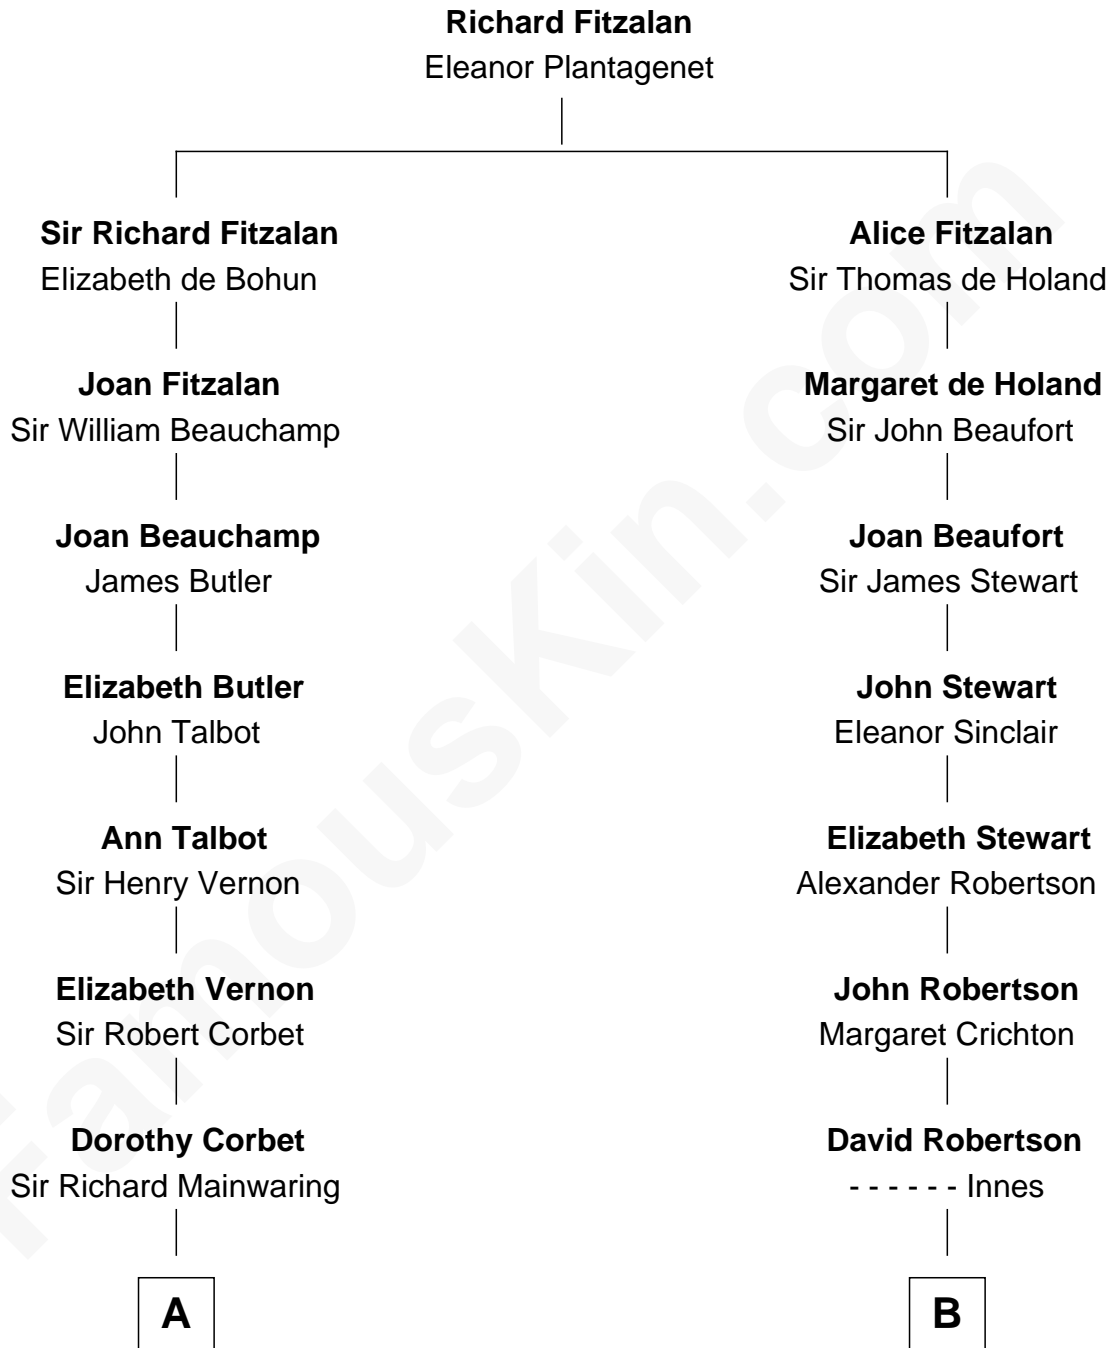 Richard Fitzalan
Eleanor Plantagenet
Sir Richard Fitzalan
Elizabeth de Bohun
Alice Fitzalan
Sir Thomas de Holand
Joan Fitzalan
Sir William Beauchamp
Margaret de Holand
Sir John Beaufort
Joan Beauchamp
James Butler
Joan Beaufort
Sir James Stewart
Elizabeth Butler
John Talbot
John Stewart
Eleanor Sinclair
Ann Talbot
Sir Henry Vernon
Elizabeth Stewart
Alexander Robertson
Elizabeth Vernon
Sir Robert Corbet
John Robertson
Margaret Crichton
Dorothy Corbet
Sir Richard Mainwaring
David Robertson
- - - - - - Innes
A
B
FamousKin.com